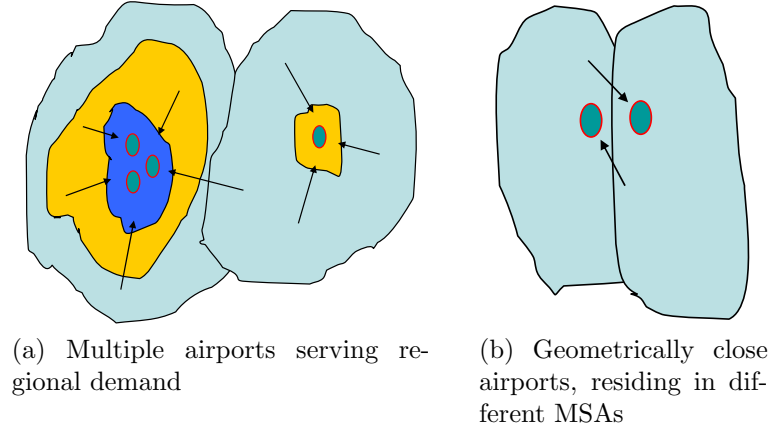 (a) Multiple airports serving re-
gional demand
(b) Geometrically close
airports, residing in dif-
ferent MSAs